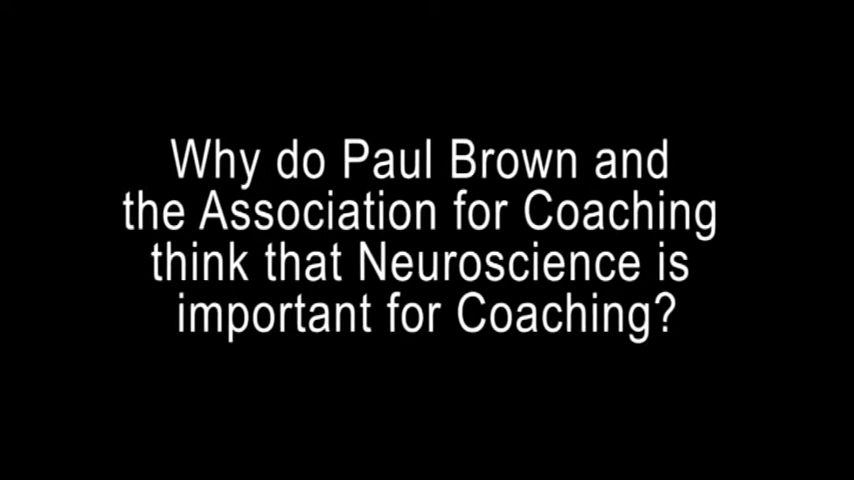 Why do Paul Brown and
the Association for Coaching
think that Neuroscience is
important for Coaching?